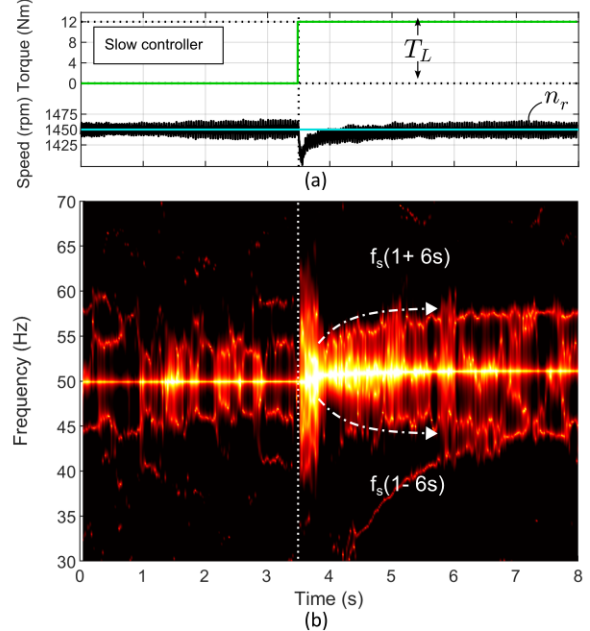 Speed (rpm) Torque (Nm)
12
8
4
0
1475
1450
1425
Slow controller
T_L
n_r
(a)
Frequency (Hz)
70
65
60
55
50
45
40
35
30
f_s(1+ 6s)
f_s(1- 6s)
0 1 2 3 4 5 6 7 8
Time (s)
(b)